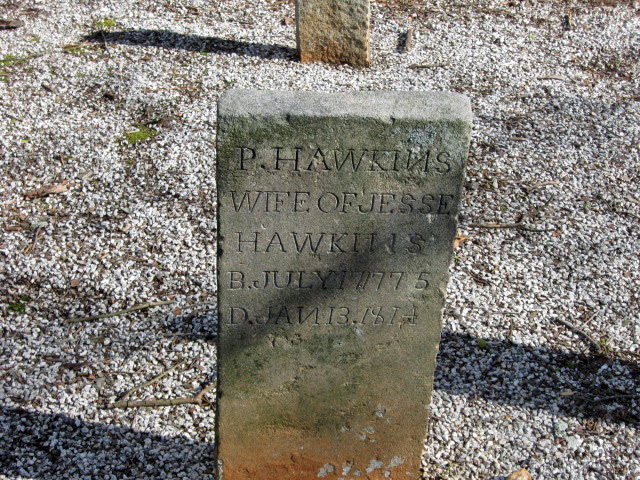 P. HAWKINS
WIFE OF JESSE
HAWKINS
B. JULY 17 1775
D. JAN 13. 1814